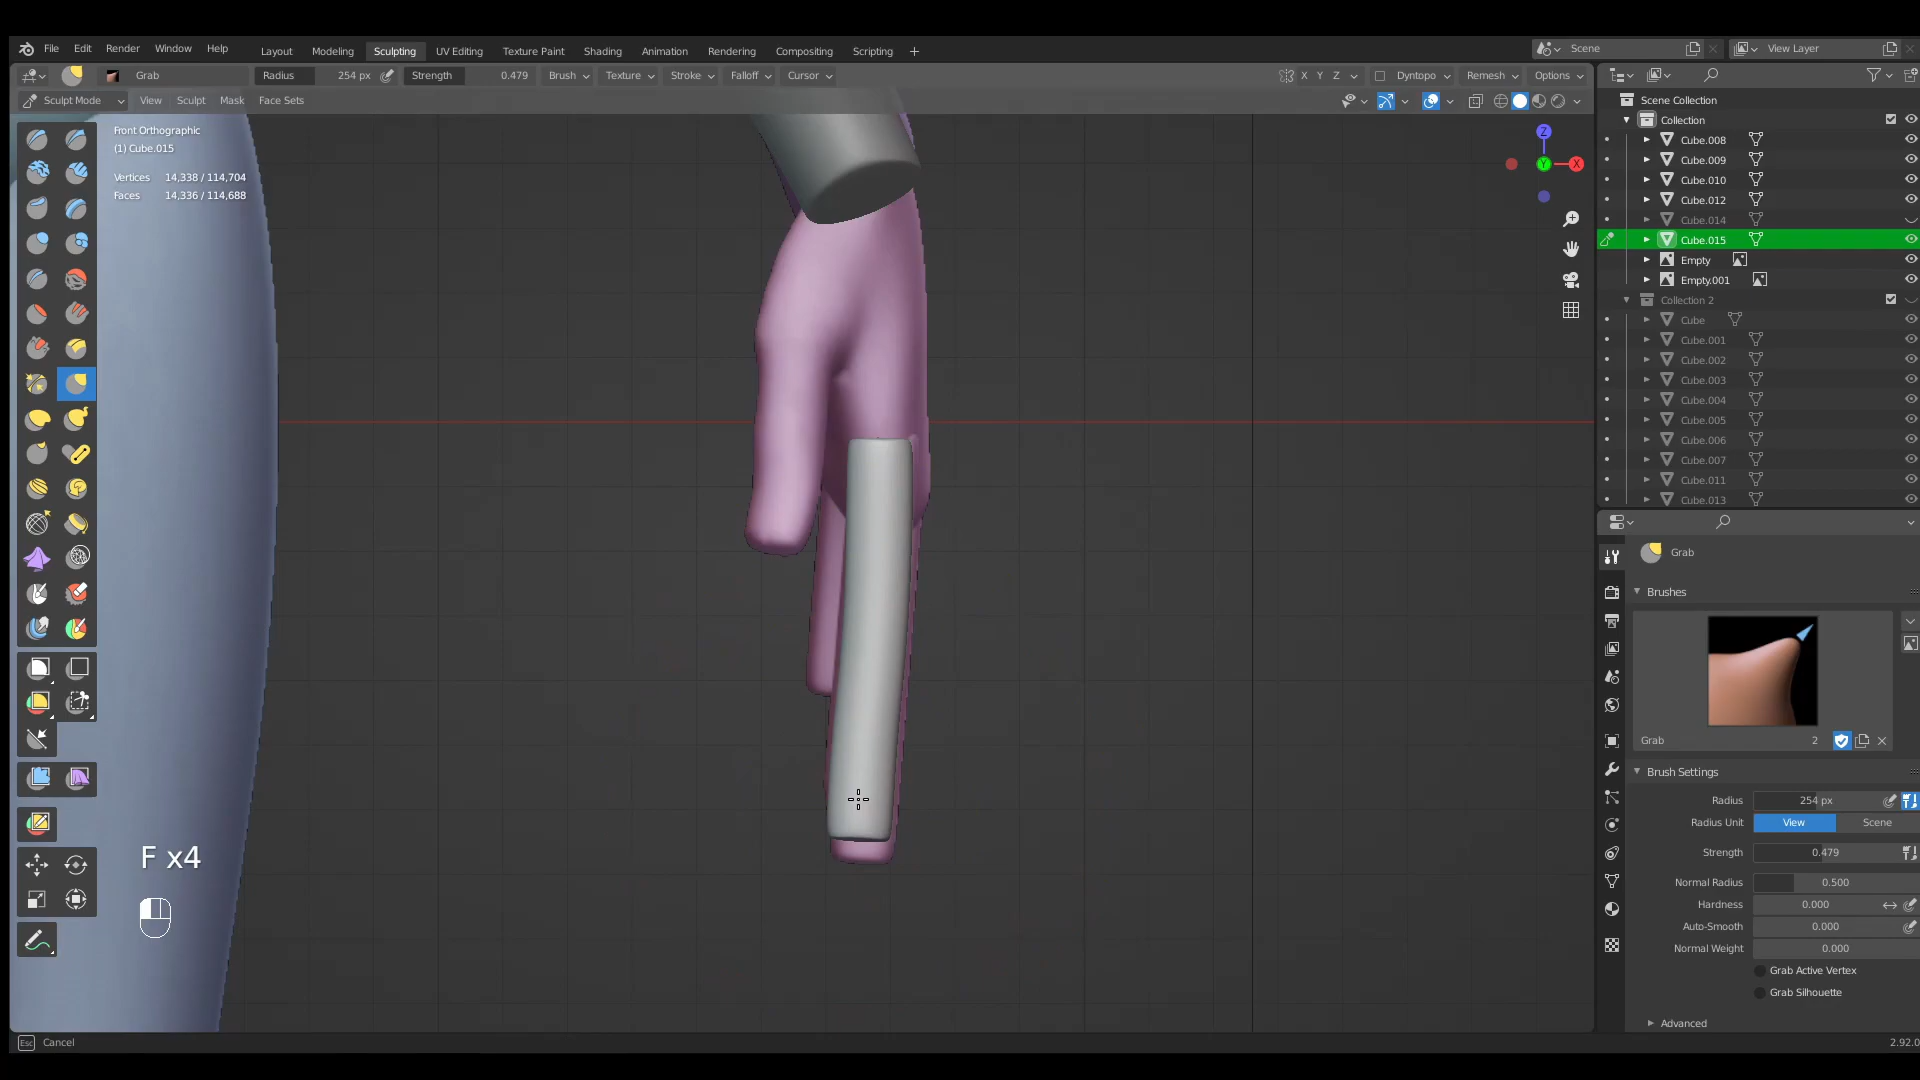 File Edit Render Window Help Layout Modeling Sculpting UV Editing Texture Paint Shading Animation Rendering Compositing Scripting + Scene View Layer
Grab Radius 254 px Strength 0.479 Brush Texture Stroke Falloff Cursor X Y Z Dyntopo Remesh Options
Sculpt Mode View Sculpt Mask Face Sets
Scene Collection
Collection
Cube.008
Cube.009
Cube.010
Cube.012
Cube.014
Cube.015
Empty
Empty.001
Collection 2
Cube
Cube.001
Cube.002
Cube.003
Cube.004
Cube.005
Cube.006
Cube.007
Cube.011
Cube.013
Front Orthographic
(1) Cube.015
Vertices 14,338 / 114,704
Faces 14,336 / 114,688
Z
Y X
Grab
Brushes
Grab 2
Brush Settings
Radius 254 px
Radius Unit View Scene
Strength 0.479
Normal Radius 0.500
Hardness 0.000
Auto-Smooth 0.000
Normal Weight 0.000
Grab Active Vertex
Grab Silhouette
Advanced
F x4
Esc Cancel
2.92.0